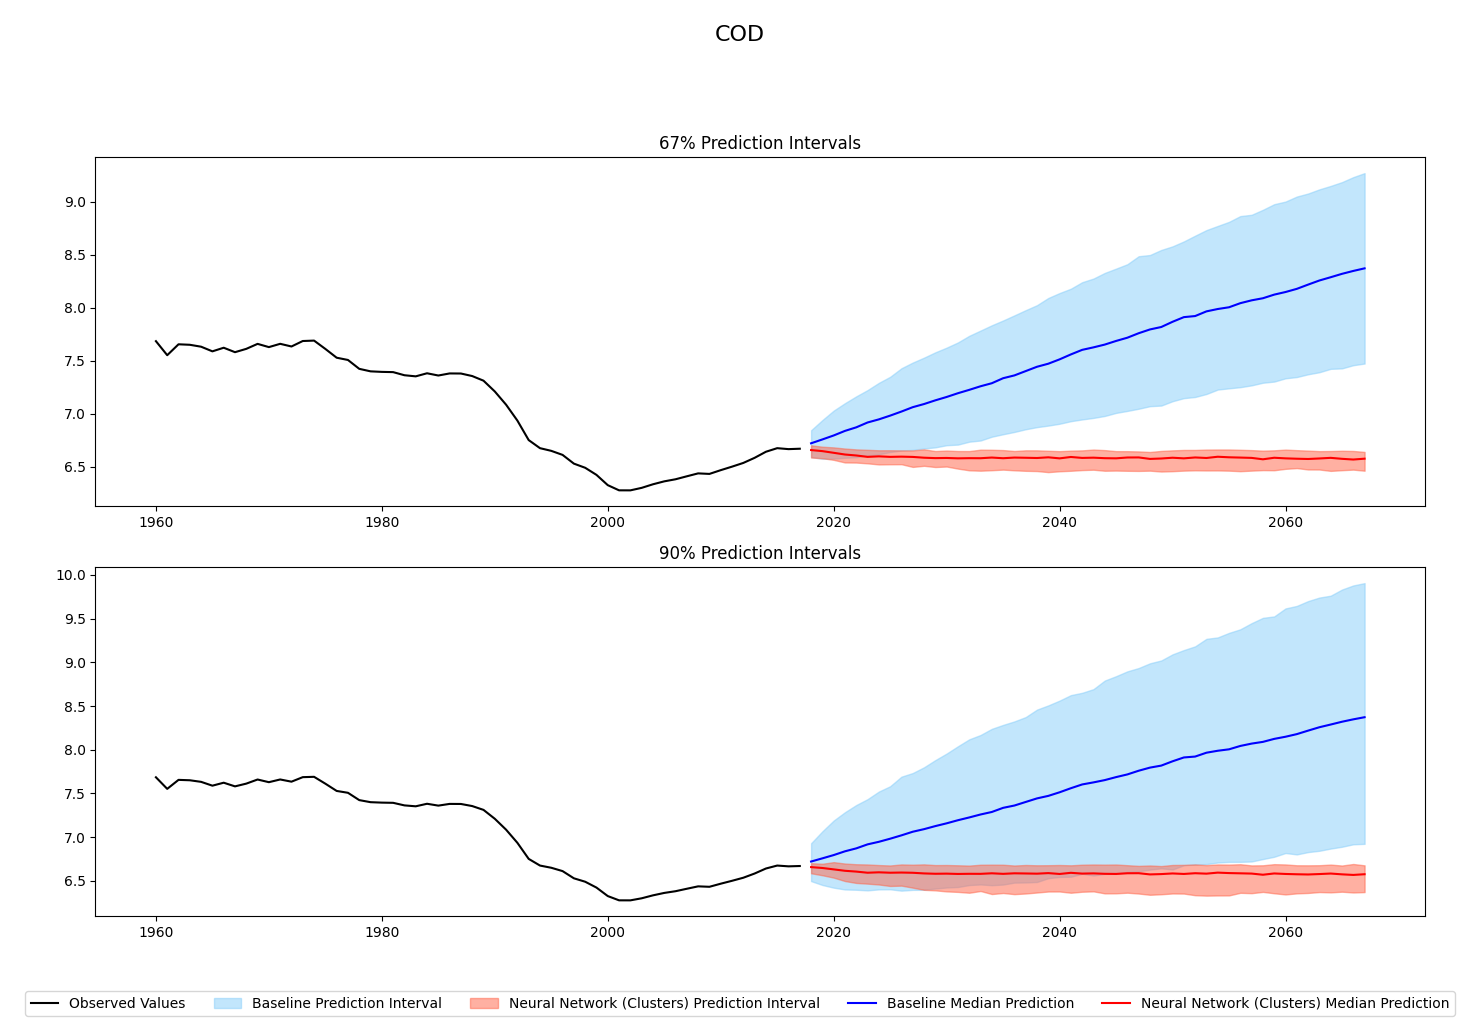 COD
67% Prediction Intervals
9.0
8.5
8.0
7.5
7.0
6.5
1960 1980 2000 2020 2040 2060
90% Prediction Intervals
10.0
9.5
9.0
8.5
8.0
7.5
7.0
6.5
1960 1980 2000 2020 2040 2060
Observed Values Baseline Prediction Interval Neural Network (Clusters) Prediction Interval Baseline Median Prediction Neural Network (Clusters) Median Prediction